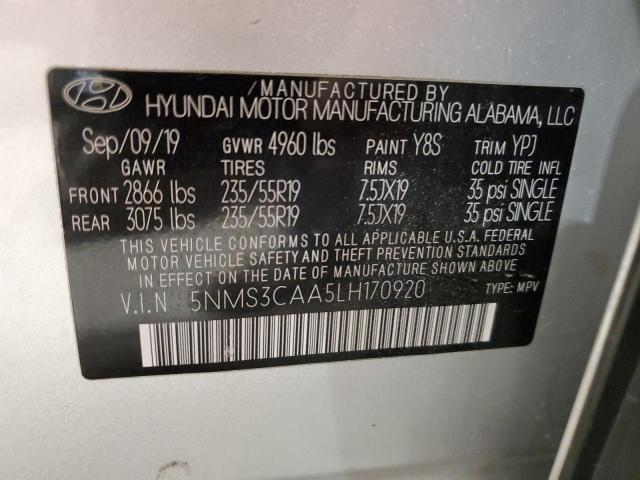 /MANUFACTURED BY
HYUNDAI MOTOR MANUFACTURING ALABAMA, LLC
Sep/09/19 GVWR 4960 lbs PAINT Y8S TRIM YPJ
GAWR TIRES RIMS COLD TIRE INFL
FRONT 2866 lbs 235/55R19 7.5JX19 35 psi SINGLE
REAR 3075 lbs 235/55R19 7.5JX19 35 psi SINGLE
THIS VEHICLE CONFORMS TO ALL APPLICABLE U.S.A. FEDERAL
MOTOR VEHICLE SAFETY AND THEFT PREVENTION STANDARDS
IN EFFECT ON THE DATE OF MANUFACTURE SHOWN ABOVE.
V.I.N 5NMS3CAA5LH170920 TYPE: MPV